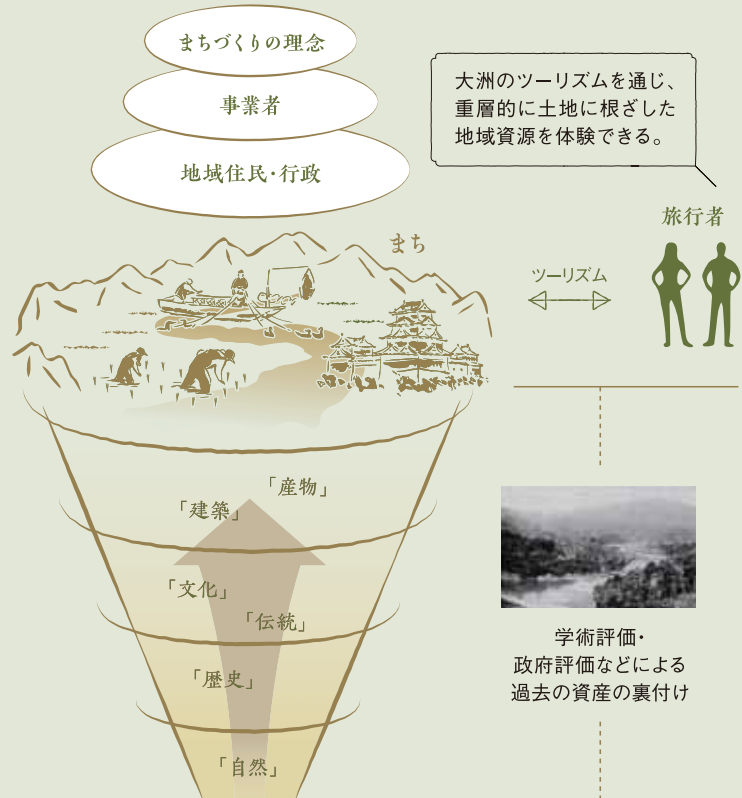 まちづくりの理念
事業者
地域住民・行政
大洲のツーリズムを通じ、
重層的に土地に根ざした
地域資源を体験できる。
まち
旅行者
ツーリズム
「産物」
「建築」
「文化」
「伝統」
「歴史」
「自然」
学術評価・
政府評価などによる
過去の資産の裏付け